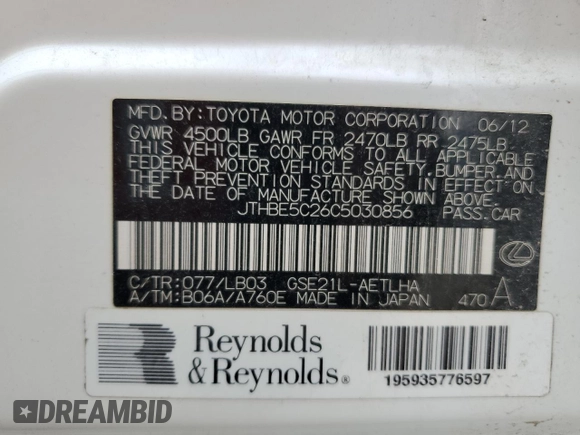 MFD. BY: TOYOTA MOTOR CORPORATION 06/12
GVWR 4500LB GAWR FR 2470LB RR 2475LB
THIS VEHICLE CONFORMS TO ALL APPLICABLE
FEDERAL MOTOR VEHICLE SAFETY, BUMPER, AND
THEFT PREVENTION STANDARDS IN EFFECT ON
THE DATE OF MANUFACTURE SHOWN ABOVE.
JTHBE5C26C5030856 PASS.CAR
C/TR: 077/LB03 GSE21L-AETLHA
A/TM: B06A/A760E MADE IN JAPAN 470 A
Reynolds
& Reynolds®
195935776597
DREAMBID